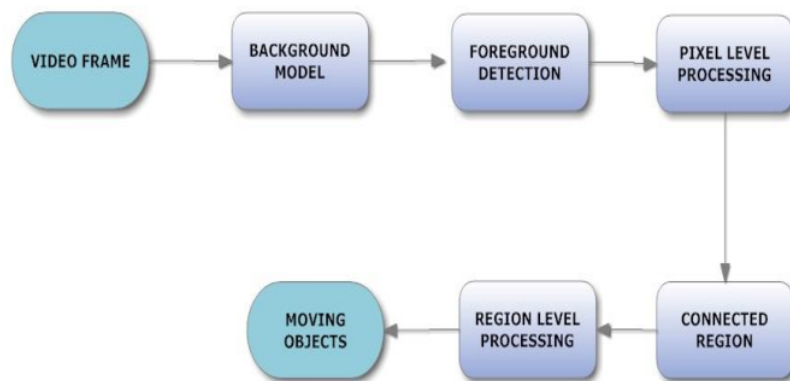 VIDEO FRAME
BACKGROUND
MODEL
FOREGROUND
DETECTION
PIXEL LEVEL
PROCESSING
CONNECTED
REGION
REGION LEVEL
PROCESSING
MOVING
OBJECTS